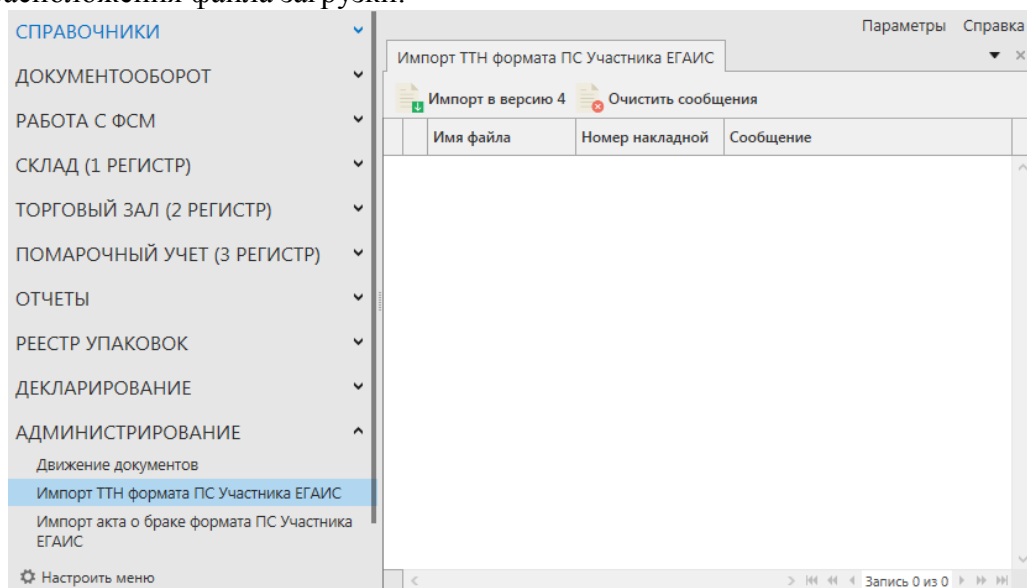 расположения файла загрузки.
СПРАВОЧНИКИ
ДОКУМЕНТООБОРОТ
РАБОТА С ФСМ
СКЛАД (1 РЕГИСТР)
ТОРГОВЫЙ ЗАЛ (2 РЕГИСТР)
ПОМАРОЧНЫЙ УЧЕТ (3 РЕГИСТР)
ОТЧЕТЫ
РЕЕСТР УПАКОВОК
ДЕКЛАРИРОВАНИЕ
АДМИНИСТРИРОВАНИЕ
Движение документов
Импорт ТТН формата ПС Участника ЕГАИС
Импорт акта о браке формата ПС Участника
ЕГАИС
Настроить меню
Параметры Справка
Импорт ТТН формата ПС Участника ЕГАИС
Импорт в версию 4 Очистить сообщения
Имя файла Номер накладной Сообщение
Запись 0 из 0